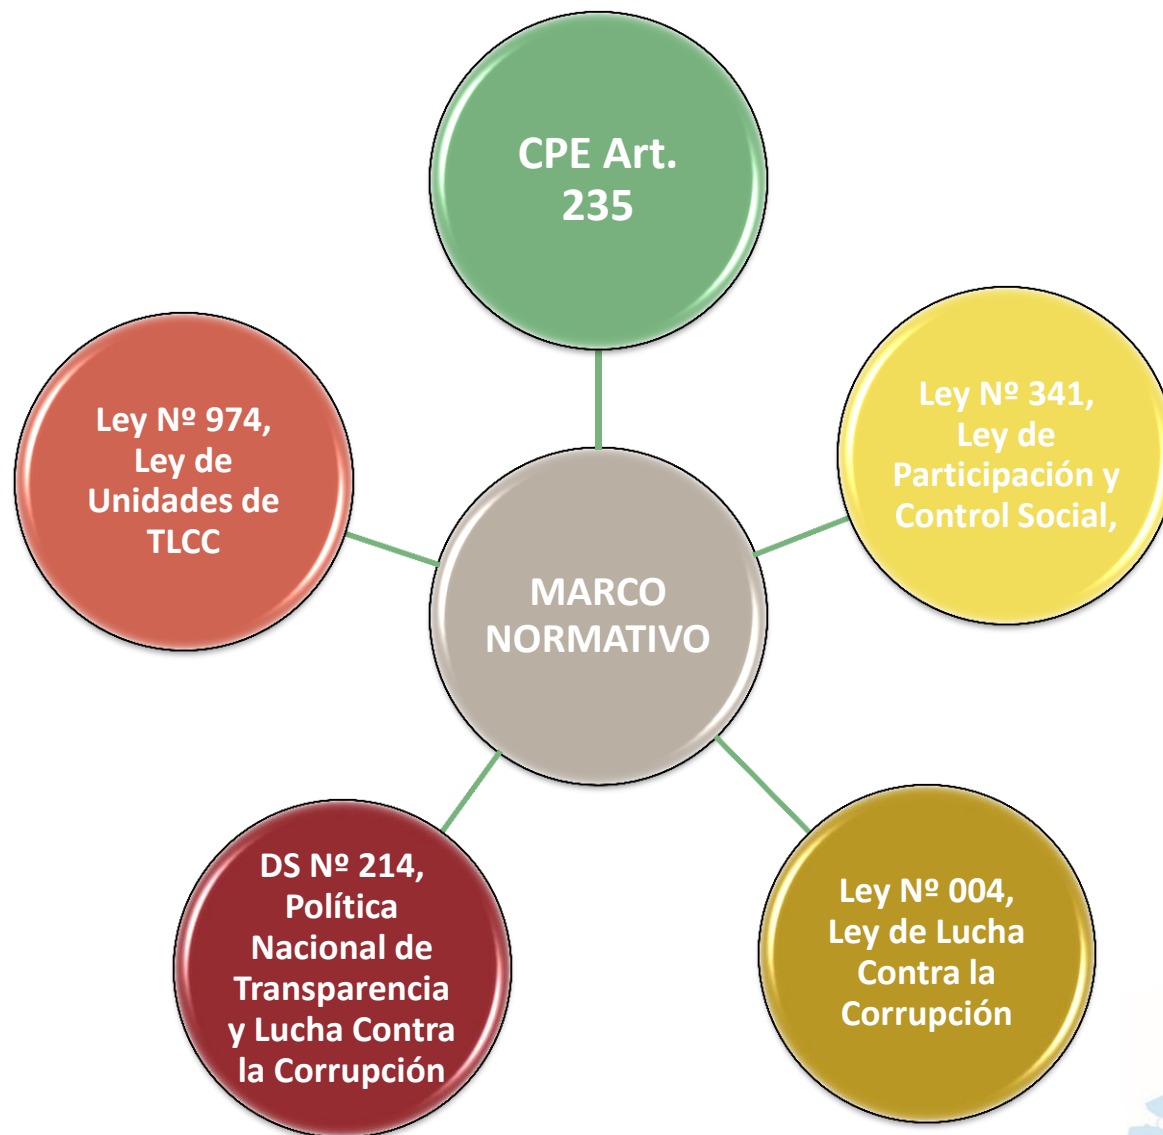 CPE Art.
235
Ley Nº 341,
Ley de
Participación y
Control Social,
Ley Nº 004,
Ley de Lucha
Contra la
Corrupción
DS Nº 214,
Política
Nacional de
Transparencia
y Lucha Contra
la Corrupción
Ley Nº 974,
Ley de
Unidades de
TLCC
MARCO
NORMATIVO